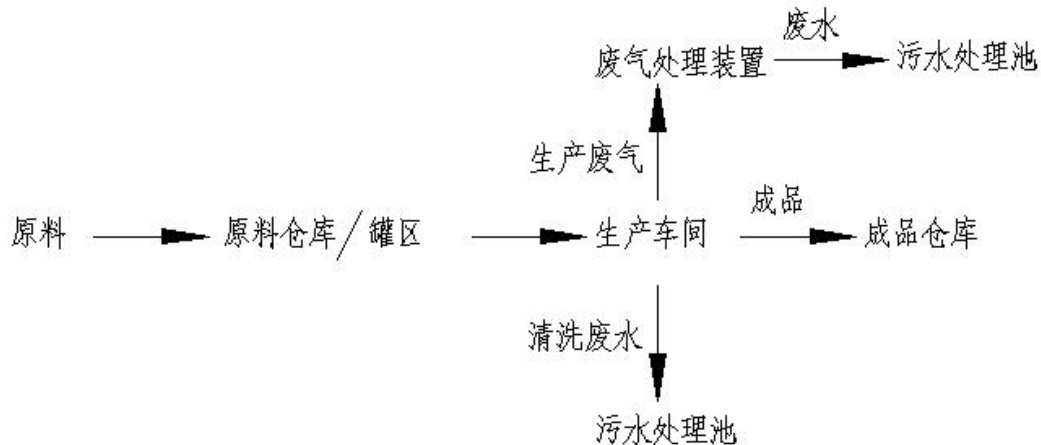 废水
废气处理装置
污水处理池
生产废气
成品
原料
原料仓库/罐区
生产车间
成品仓库
清洗废水
污水处理池